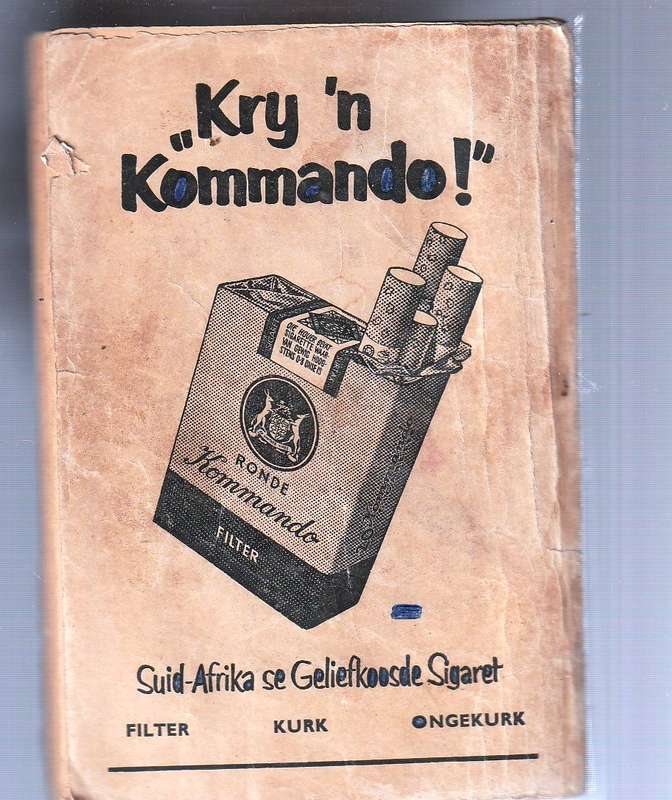 „Kry 'n
Kommando!”
RONDE
Kommando
FILTER
Suid-Afrika se Geliefkoosde Sigaret
FILTER KURK ONGEKURK